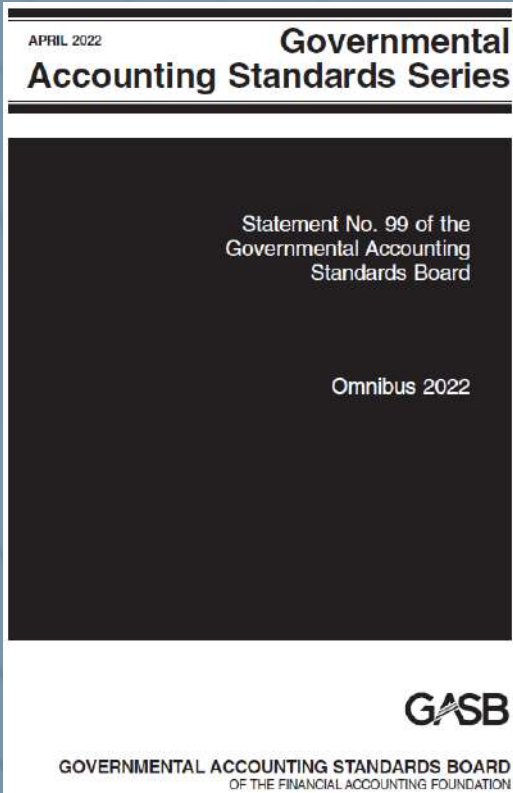 APRIL 2022
Governmental
Accounting Standards Series
Statement No. 99 of the
Governmental Accounting
Standards Board
Omnibus 2022
GASB
GOVERNMENTAL ACCOUNTING STANDARDS BOARD
OF THE FINANCIAL ACCOUNTING FOUNDATION